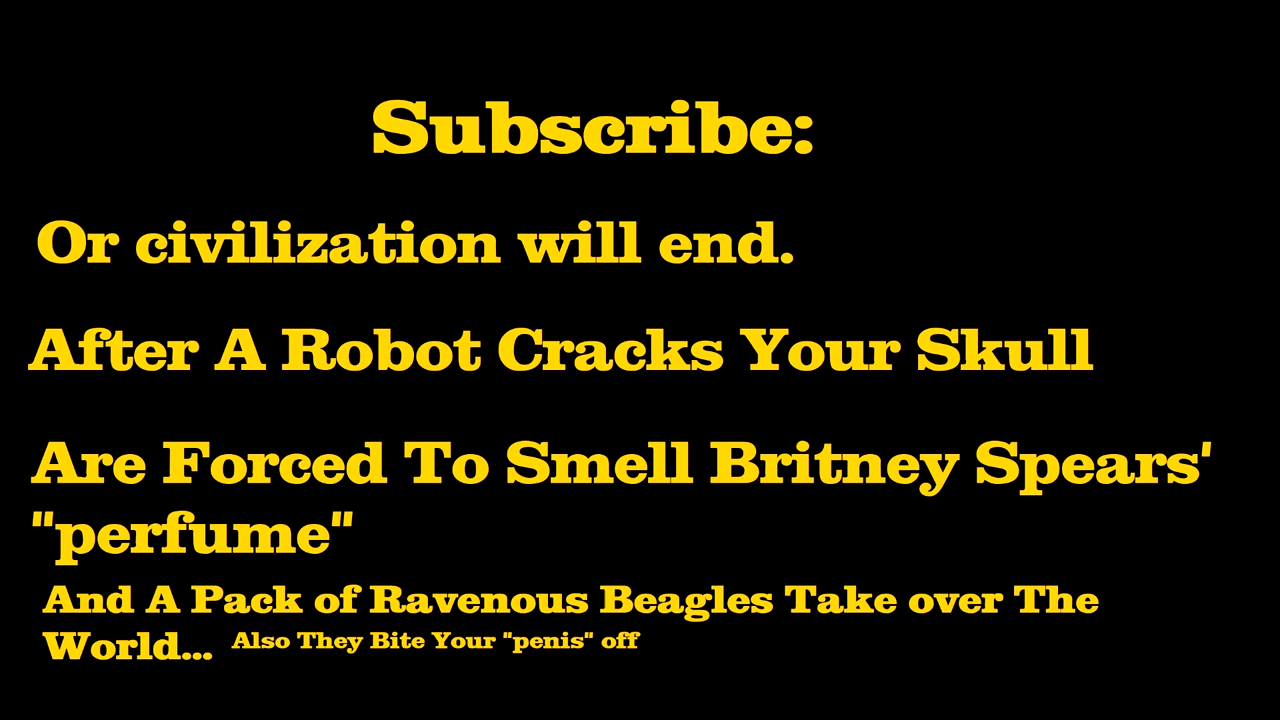 Subscribe:
Or civilization will end.
After A Robot Cracks Your Skull
Are Forced To Smell Britney Spears'
"perfume"
And A Pack of Ravenous Beagles Take over The
World... Also They Bite Your "penis" off